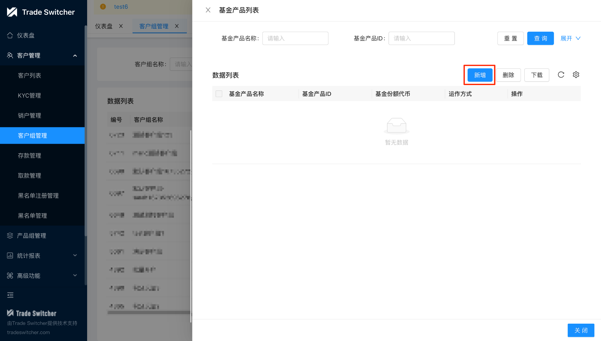 Trade Switcher
仪表盘
客户管理
客户列表
KYC管理
销户管理
客户组管理
存款管理
取款管理
黑名单注册管理
黑名单管理
产品组管理
统计报表
高级功能
Trade Switcher
由Trade Switcher提供技术支持
tradeswitcher.com
test6
仪表盘
客户组管理
客户组名称:
请输入
数据列表
编号
客户组名称
基金产品列表
基金产品名称:
请输入
基金产品ID:
请输入
重 置
查 询
展开
数据列表
新增
删除
下载
基金产品名称
基金产品ID
基金份额代币
运作方式
操作
暂无数据
关 闭